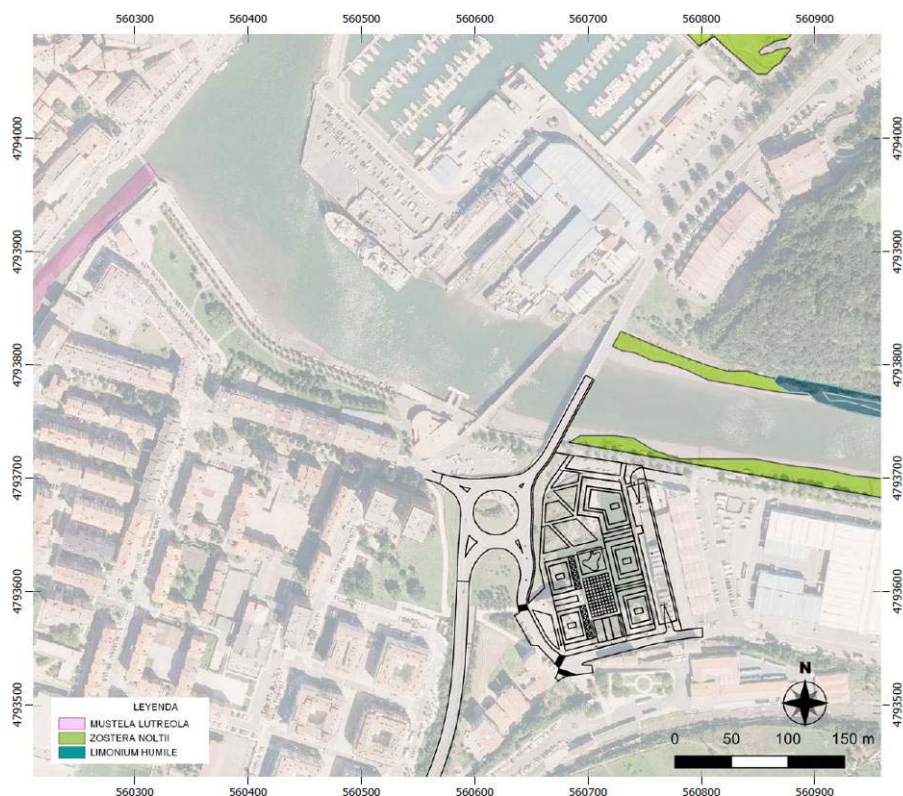 560300 560400 560500 560600 560700 560800 560900
4794000 4794000
4793900 4793900
4793800 4793800
4793700 4793700
4793600 4793600
4793500 4793500
LEYENDA
MUSTELA LUTREOLA
ZOSTERA NOLTII
LIMONIUM HUMILE
N
0 50 100 150 m
560300 560400 560500 560600 560700 560800 560900